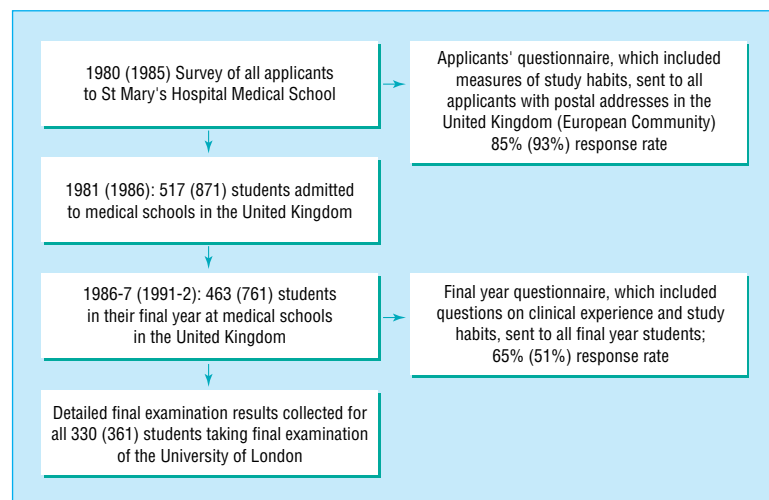 1980 (1985) Survey of all applicants
to St Mary's Hospital Medical School
Applicants' questionnaire, which included
measures of study habits, sent to all
applicants with postal addresses in the
United Kingdom (European Community)
85% (93%) response rate
1981 (1986): 517 (871) students admitted
to medical schools in the United Kingdom
1986-7 (1991-2): 463 (761) students
in their final year at medical schools
in the United Kingdom
Final year questionnaire, which included
questions on clinical experience and study
habits, sent to all final year students;
65% (51%) response rate
Detailed final examination results collected for
all 330 (361) students taking final examination
of the University of London